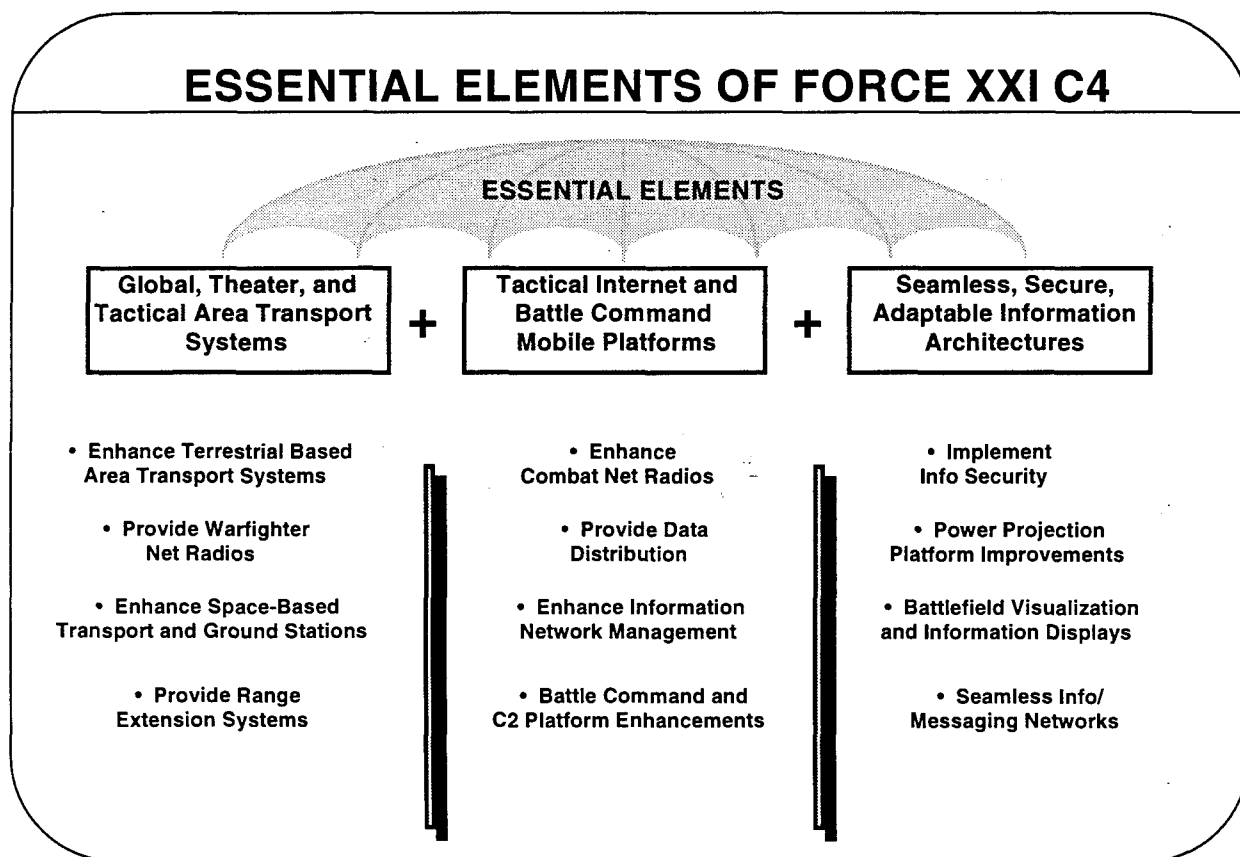 ESSENTIAL ELEMENTS OF FORCE XXI C4
ESSENTIAL ELEMENTS
Global, Theater, and
Tactical Area Transport
Systems
+
Tactical Internet and
Battle Command
Mobile Platforms
+
Seamless, Secure,
Adaptable Information
Architectures
• Enhance Terrestrial Based
Area Transport Systems
• Provide Warfighter
Net Radios
• Enhance Space-Based
Transport and Ground Stations
• Provide Range
Extension Systems
• Enhance
Combat Net Radios
• Provide Data
Distribution
• Enhance Information
Network Management
• Battle Command and
C2 Platform Enhancements
• Implement
Info Security
• Power Projection
Platform Improvements
• Battlefield Visualization
and Information Displays
• Seamless Info/
Messaging Networks